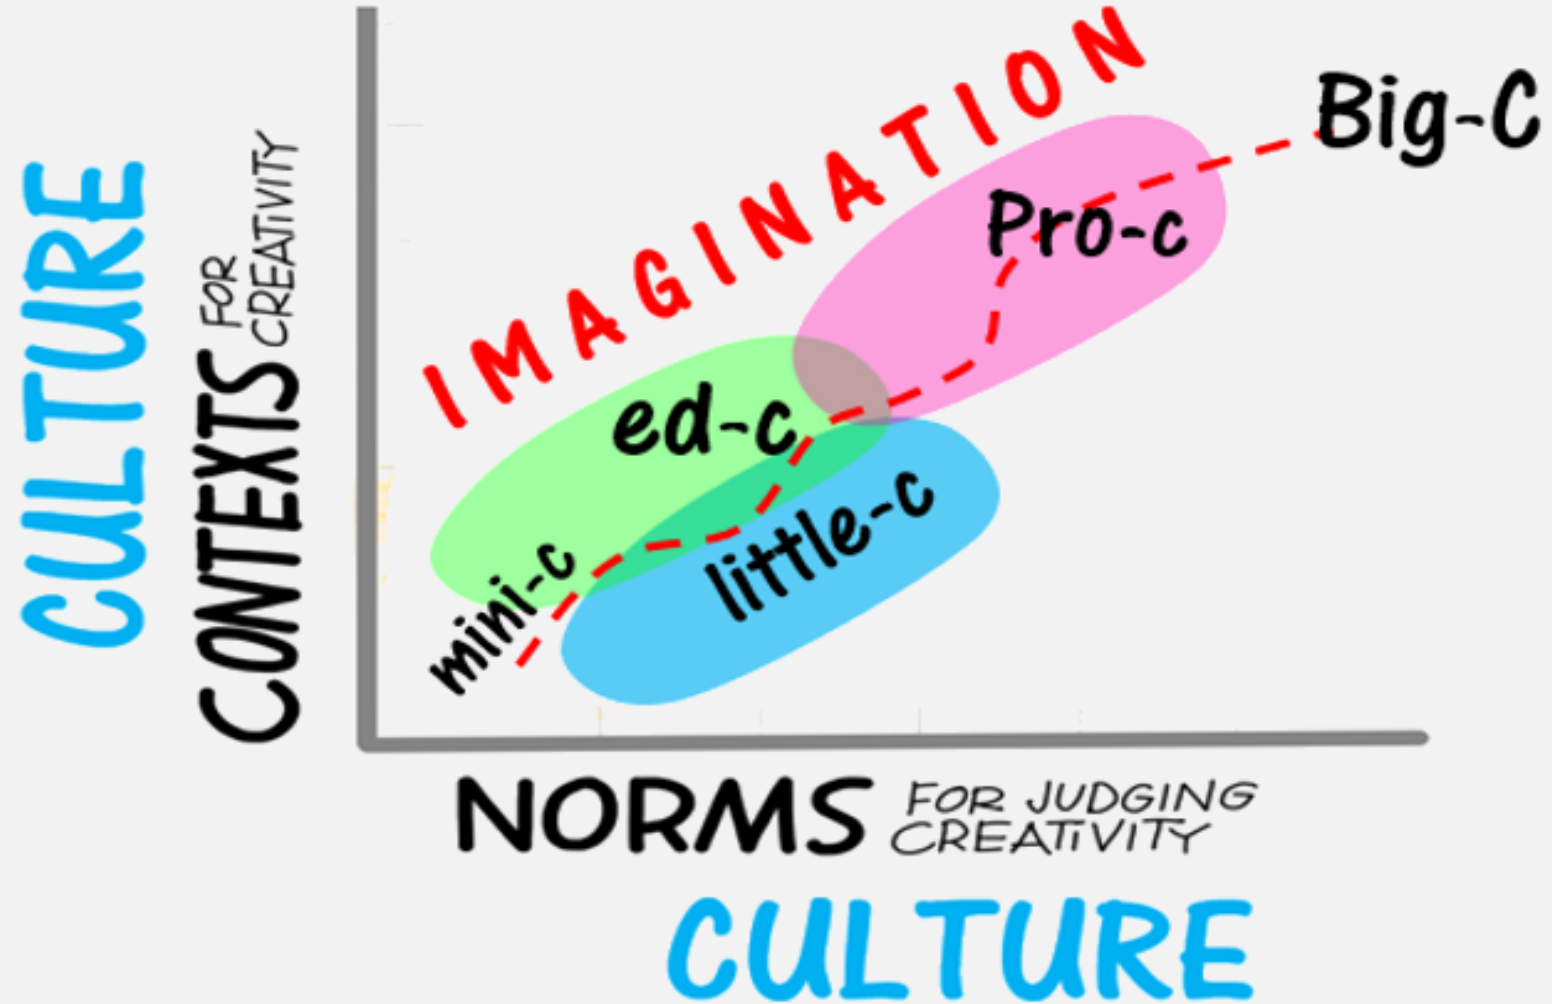 IMAGINATION
Big-C
Pro-c
ed-c
little-c
mini-c
CULTURE
CONTEXTS FOR
CREATiViTY
NORMS FOR JUDGING
CREATiVITY
CULTURE